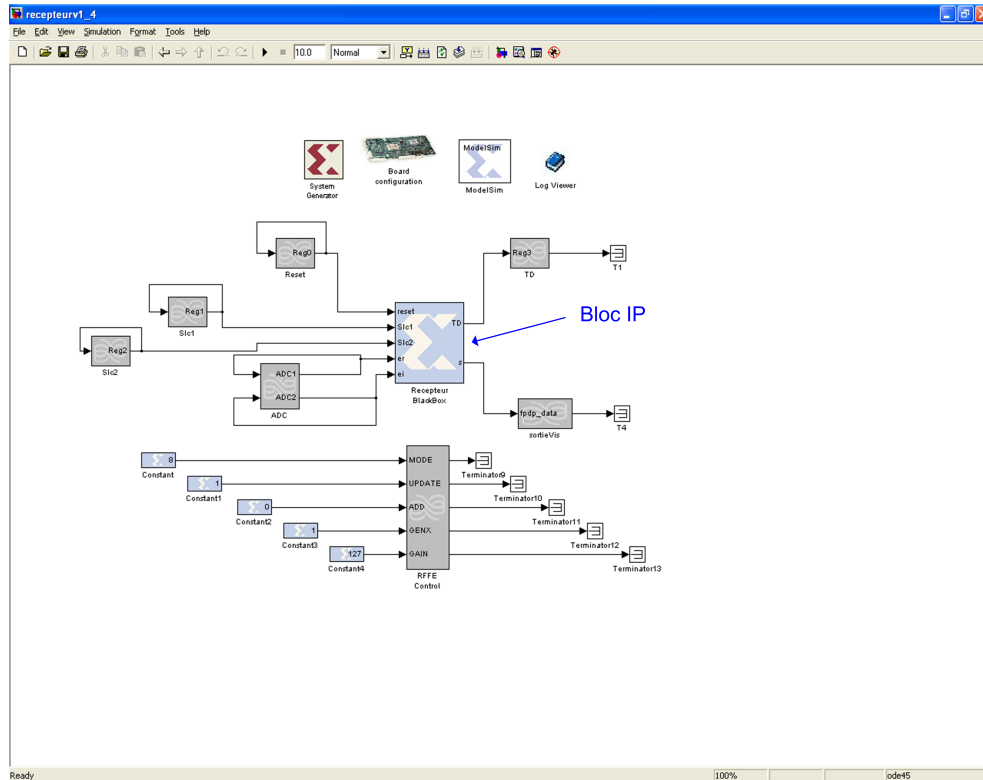 recepteurv1_4
File Edit View Simulation Format Tools Help
10.0 Normal
ModelSim
System
Generator
Board
configuration
ModelSim
Log Viewer
Reg0
Reset
Reg3
TD
T1
Reg1
Slc1
Reg2
Slc2
reset
Slc1
Slc2
er
ei
TD
s
Recepteur
BlackBox
Bloc IP
ADC1
ADC2
ADC
fpdp_data
sortieVis
T4
8
Constant
1
Constant1
0
Constant2
1
Constant3
127
Constant4
MODE
UPDATE
ADD
GENX
GAIN
RFFE
Control
Terminator9
Terminator10
Terminator11
Terminator12
Terminator13
Ready 100% ode45